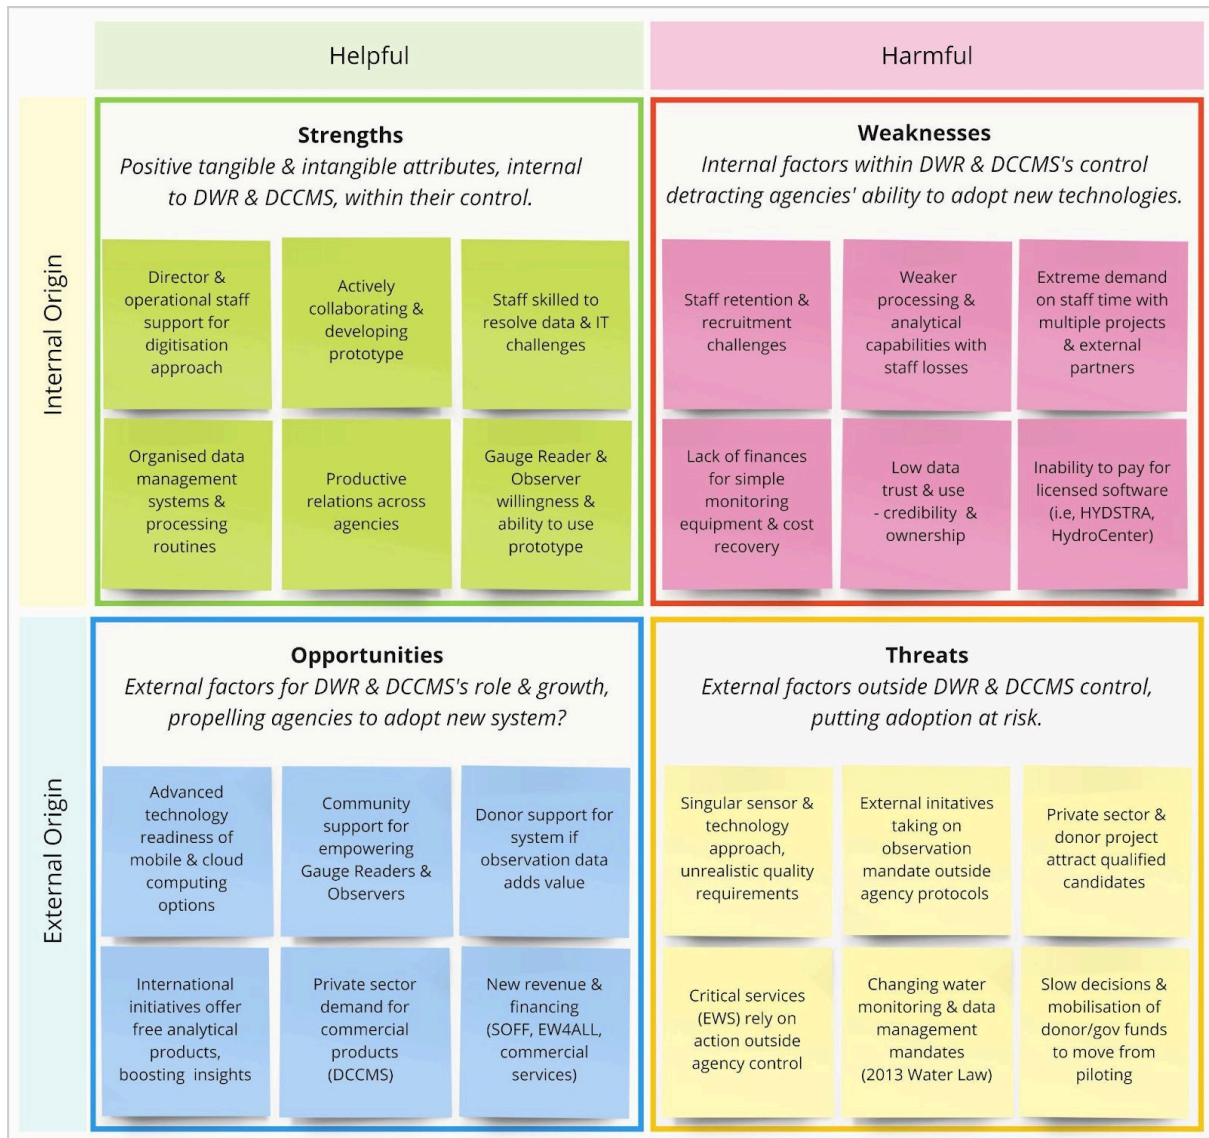 Helpful
Harmful
Internal Origin
Strengths
Positive tangible & intangible attributes, internal
to DWR & DCCMS, within their control.
Director &
operational staff
support for
digitisation
approach
Actively
collaborating &
developing
prototype
Staff skilled to
resolve data & IT
challenges
Organised data
management
systems &
processing
routines
Productive
relations across
agencies
Gauge Reader &
Observer
willingness &
ability to use
prototype
Weaknesses
Internal factors within DWR & DCCMS's control
detracting agencies' ability to adopt new technologies.
Staff retention &
recruitment
challenges
Weaker
processing &
analytical
capabilities with
staff losses
Extreme demand
on staff time with
multiple projects
& external
partners
Lack of finances
for simple
monitoring
equipment & cost
recovery
Low data
trust & use
- credibility &
ownership
Inability to pay for
licensed software
(i.e, HYDSTRA,
HydroCenter)
External Origin
Opportunities
External factors for DWR & DCCMS's role & growth,
propelling agencies to adopt new system?
Advanced
technology
readiness of
mobile & cloud
computing
options
Community
support for
empowering
Gauge Readers &
Observers
Donor support for
system if
observation data
adds value
International
initiatives offer
free analytical
products,
boosting insights
Private sector
demand for
commercial
products
(DCCMS)
New revenue &
financing
(SOFF, EW4ALL,
commercial
services)
Threats
External factors outside DWR & DCCMS control,
putting adoption at risk.
Singular sensor &
technology
approach,
unrealistic quality
requirements
External initatives
taking on
observation
mandate outside
agency protocols
Private sector &
donor project
attract qualified
candidates
Critical services
(EWS) rely on
action outside
agency control
Changing water
monitoring & data
management
mandates
(2013 Water Law)
Slow decisions &
mobilisation of
donor/gov funds
to move from
piloting